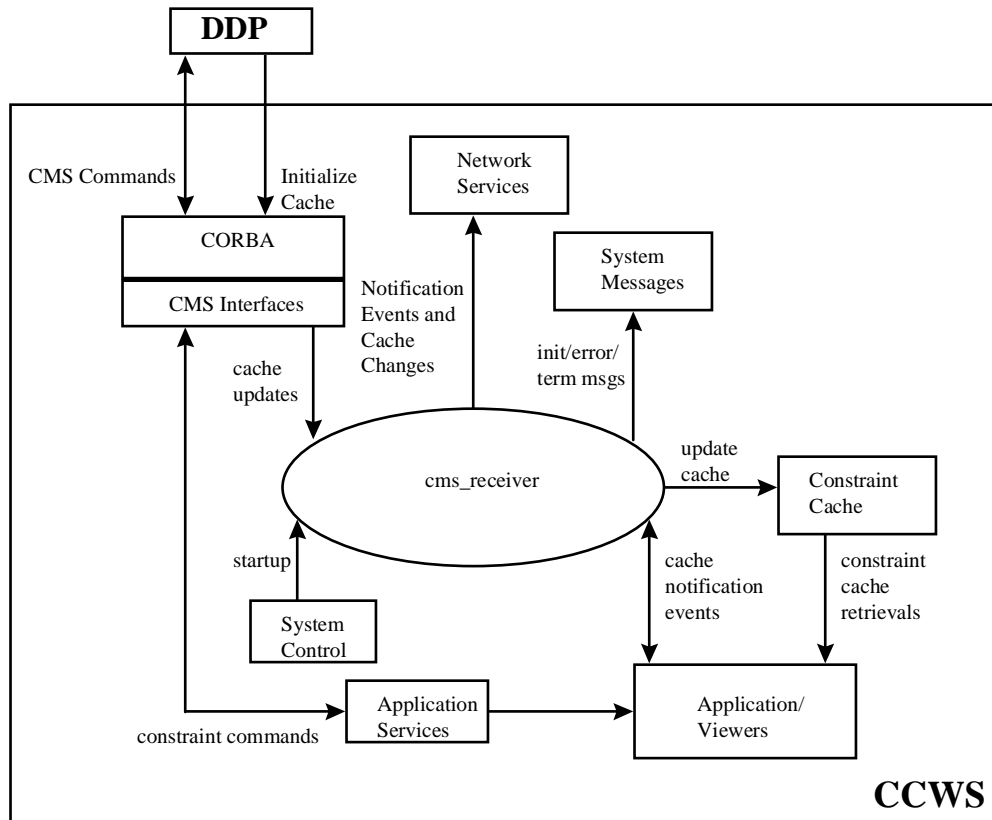 DDP
CMS Commands
Initialize
Cache
Network
Services
CORBA
CMS Interfaces
System
Messages
Notification
Events and
Cache
Changes
init/error/
term msgs
cache
updates
update
cache
cms_receiver
Constraint
Cache
startup
cache
notification
events
constraint
cache
retrievals
System
Control
Application
Services
Application/
Viewers
constraint commands
CCWS